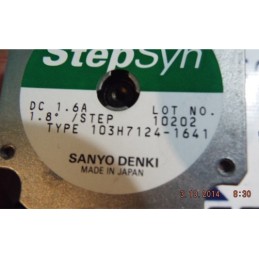 StepSyn
DC 1.6A LOT NO.
1.8° /STEP 10202
TYPE 103H7124-1641
SANYO DENKI
MADE IN JAPAN
2014 8:30